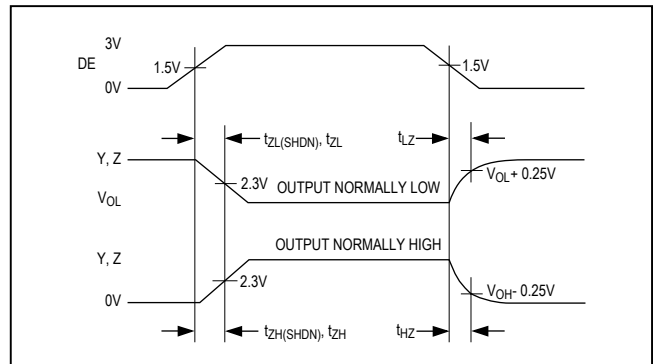 3V
DE
1.5V
1.5V
0V
tZL(SHDN), tZL
tLZ
Y, Z
2.3V
OUTPUT NORMALLY LOW
VOL + 0.25V
VOL
OUTPUT NORMALLY HIGH
Y, Z
2.3V
VOH - 0.25V
0V
tZH(SHDN), tZH
tHZ